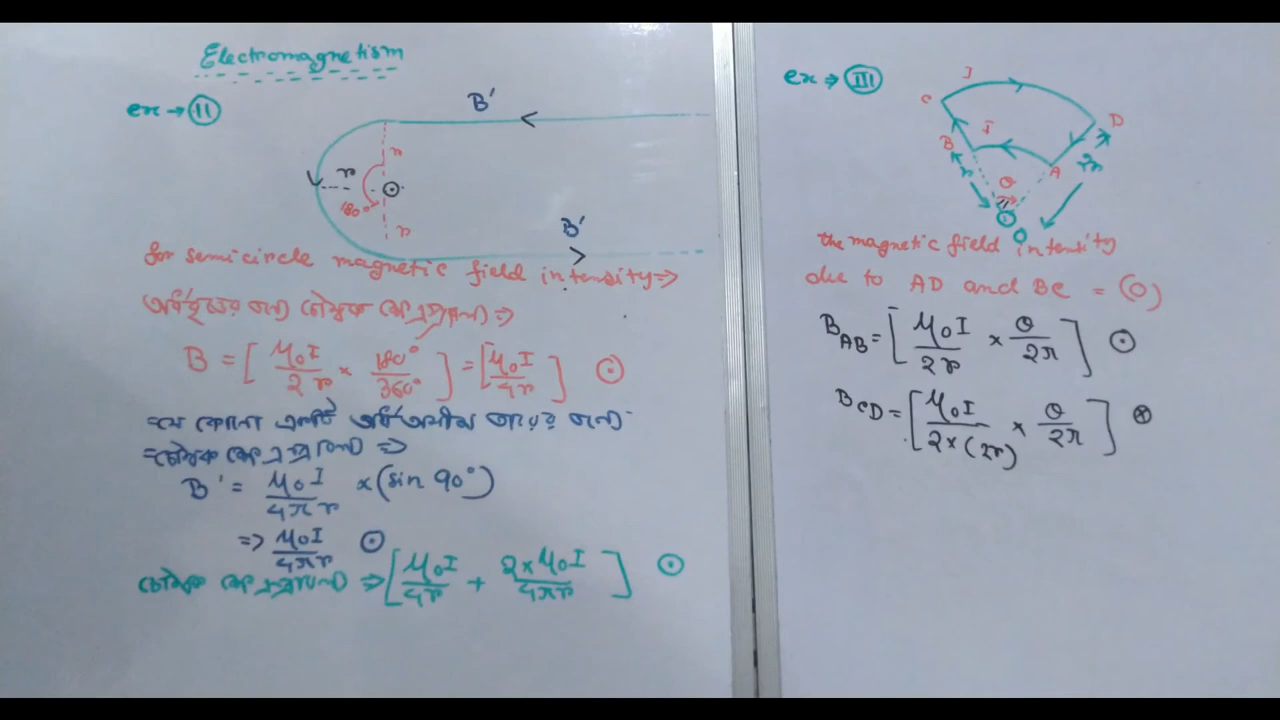 Electromagnetism
ex → (II)
B'
r
r
180°
r
B'
for semicircle magnetic field intensity ⇒
অর্ধবৃত্তের জন্য চৌম্বক ক্ষেত্র প্রাবল্য ⇒
B = [ μ₀I / 2r × 180° / 360° ] = [ μ₀I / 4r ] ⊙
যে কোনো একটি অর্ধ অসীম তারের জন্য
চৌম্বক ক্ষেত্র প্রাবল্য ⇒
B' = μ₀I / 4πr × (sin 90°)
⇒ μ₀I / 4πr ⊙
চৌম্বক ক্ষেত্র প্রাবল্য ⇒ [ μ₀I / 4r + 2×μ₀I / 4πr ] ⊙
ex → (III)
I
C
D
I
B
A
r
2r
θ
O
the magnetic field intensity
due to AD and BC = (0)
B_AB = [ μ₀I / 2r × θ / 2π ] ⊙
B_CD = [ μ₀I / 2×(2r) × θ / 2π ] ⊗